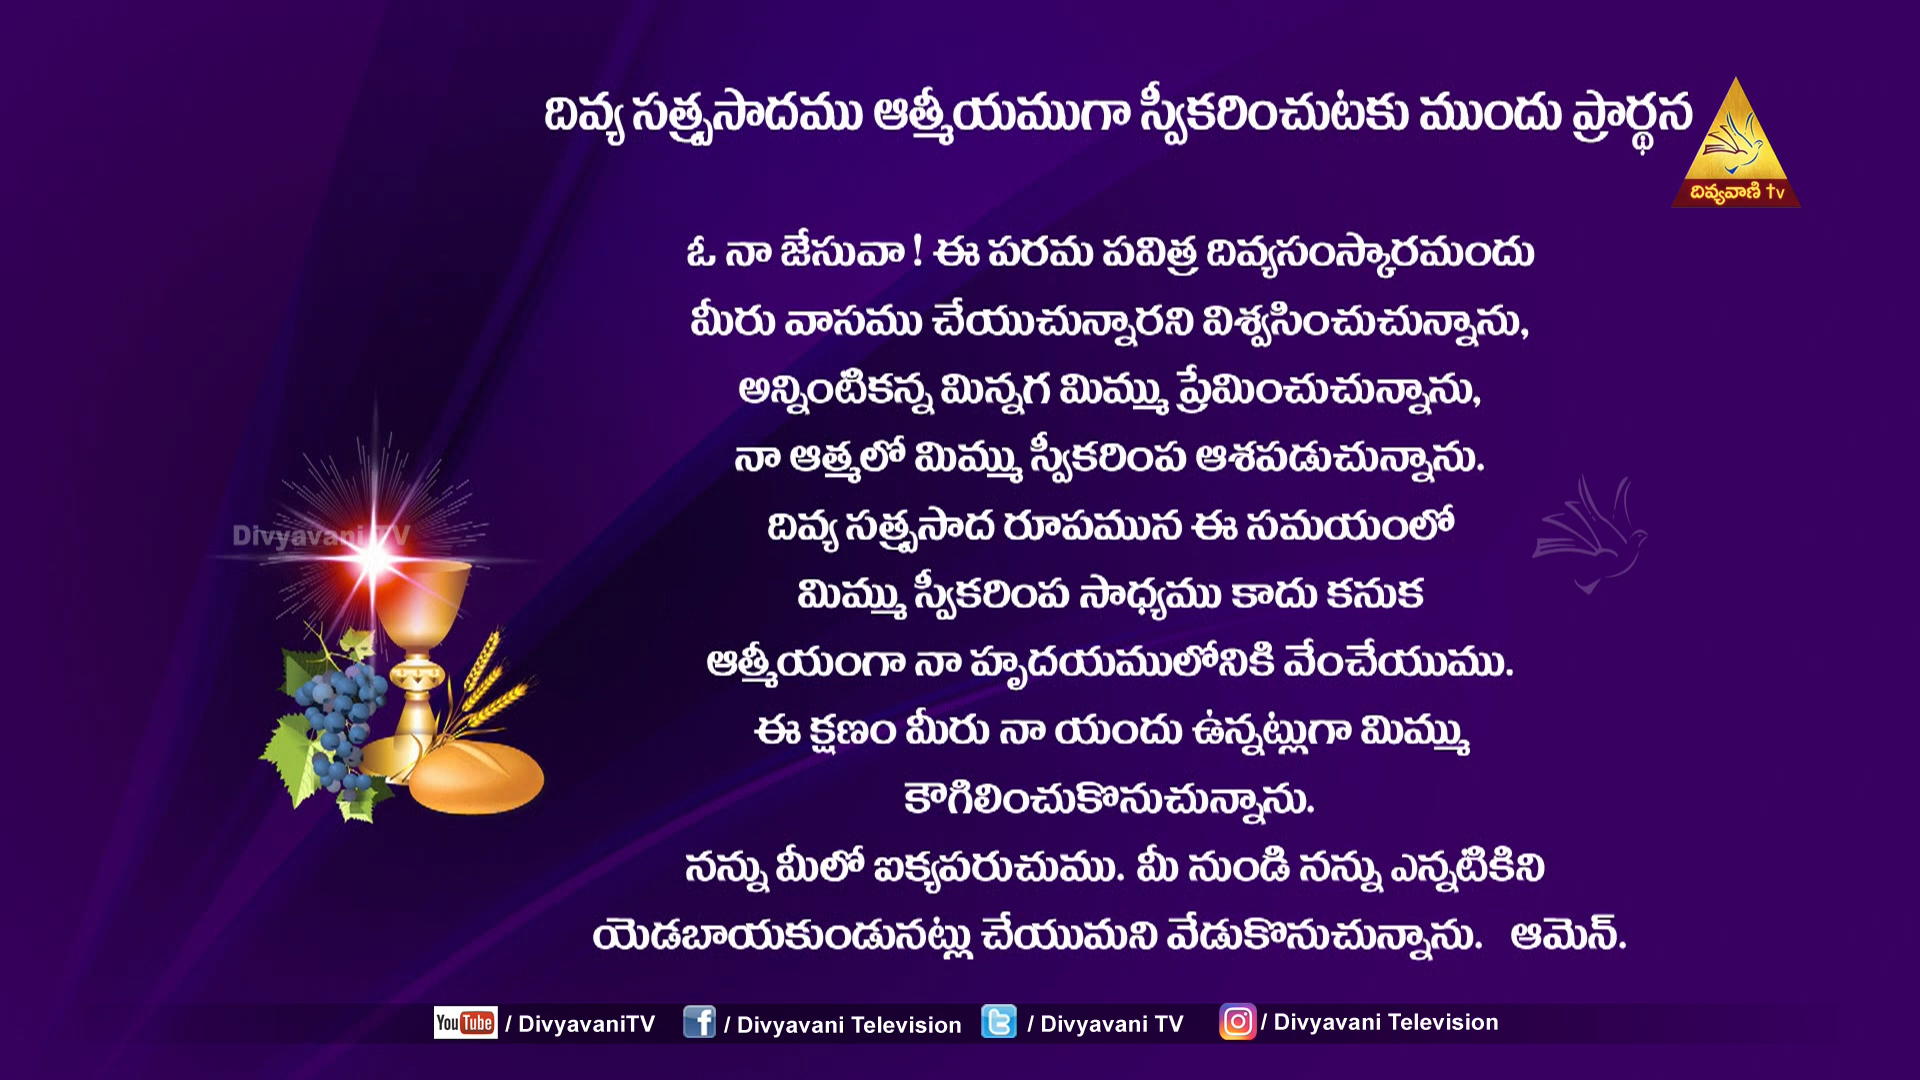 దివ్య సత్ప్రసాదము ఆత్మీయముగా స్వీకరించుటకు ముందు ప్రార్థన
దివ్యవాణి tv
ఓ నా జేసువా ! ఈ పరమ పవిత్ర దివ్యసంస్కారమందు
మీరు వాసము చేయుచున్నారని విశ్వసించుచున్నాను,
అన్నింటికన్న మిన్నగ మిమ్ము ప్రేమించుచున్నాను,
నా ఆత్మలో మిమ్ము స్వీకరింప ఆశపడుచున్నాను.
దివ్య సత్ప్రసాద రూపమున ఈ సమయంలో
Divyavani TV
మిమ్ము స్వీకరింప సాధ్యము కాదు కనుక
ఆత్మీయంగా నా హృదయములోనికి వేంచేయుము.
ఈ క్షణం మీరు నా యందు ఉన్నట్లుగా మిమ్ము
కౌగిలించుకొనుచున్నాను.
నన్ను మీలో ఐక్యపరుచుము. మీ నుండి నన్ను ఎన్నటికిని
యెడబాయకుండునట్లు చేయుమని వేడుకొనుచున్నాను. ఆమెన్.
YouTube / DivyavaniTV f / Divyavani Television / Divyavani TV / Divyavani Television